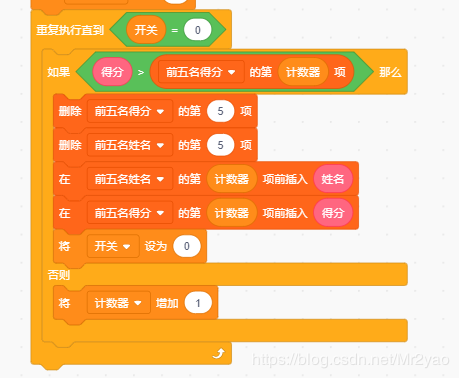 重复执行直到 开关 = 0
如果 得分 > 前五名得分 的第 计数器 项 那么
删除 前五名得分 的第 5 项
删除 前五名姓名 的第 5 项
在 前五名姓名 的第 计数器 项前插入 姓名
在 前五名得分 的第 计数器 项前插入 得分
将 开关 设为 0
否则
将 计数器 增加 1
https://blog.csdn.net/Mr2yao